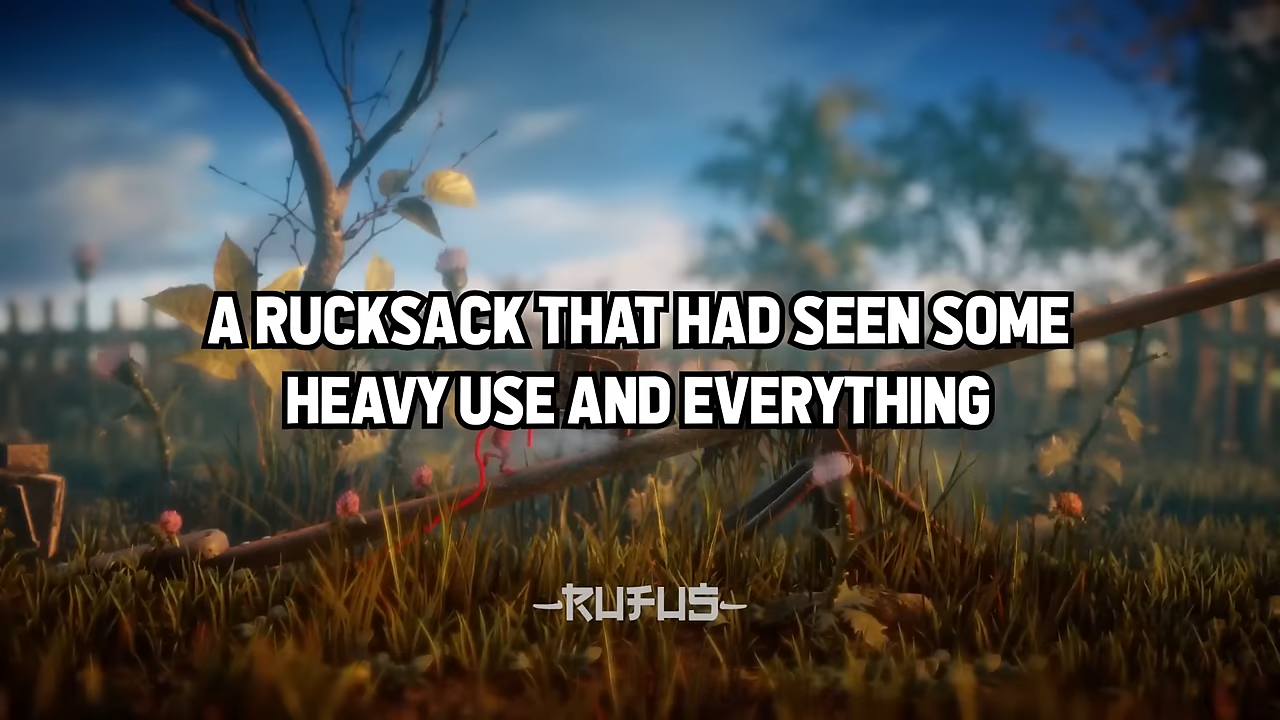 A RUCKSACK THAT HAD SEEN SOME
HEAVY USE AND EVERYTHING
-RUFUS-